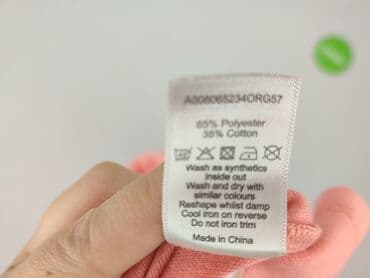 A008065234ORG57
65% Polyester
35% Cotton
Wash as synthetics
inside out
Wash and dry with
similar colours
Reshape whilst damp
Cool iron on reverse
Do not iron trim
Made in China